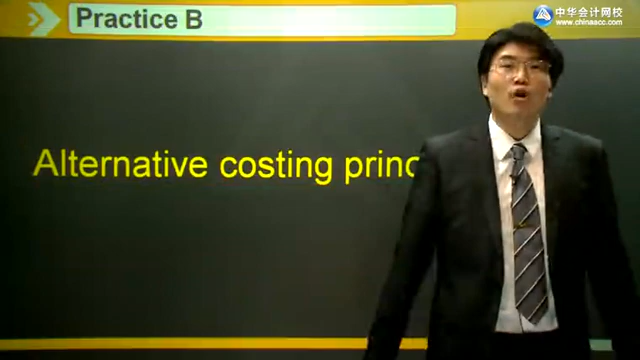 Practice B
中华会计网校
www.chinaacc.com
Alternative costing princ